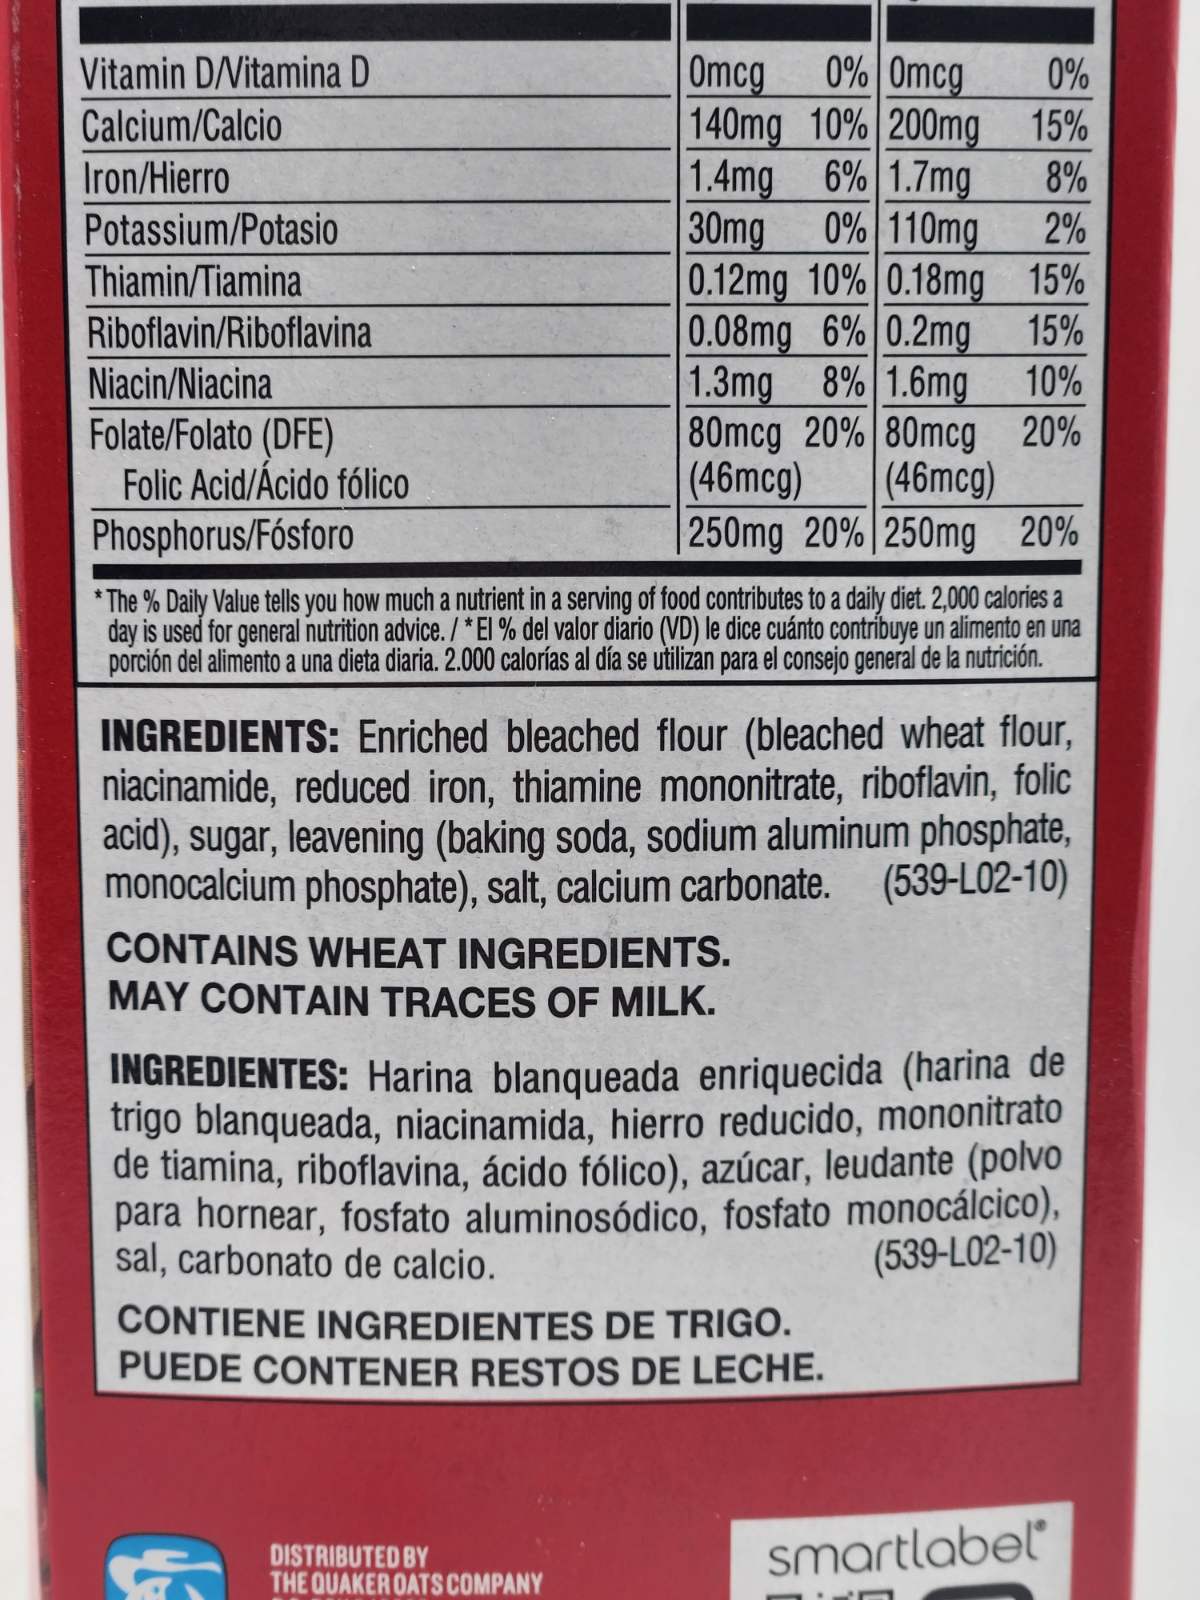 Vitamin D/Vitamina D 0mcg 0% 0mcg 0%
Calcium/Calcio 140mg 10% 200mg 15%
Iron/Hierro 1.4mg 6% 1.7mg 8%
Potassium/Potasio 30mg 0% 110mg 2%
Thiamin/Tiamina 0.12mg 10% 0.18mg 15%
Riboflavin/Riboflavina 0.08mg 6% 0.2mg 15%
Niacin/Niacina 1.3mg 8% 1.6mg 10%
Folate/Folato (DFE) 80mcg 20% 80mcg 20%
Folic Acid/Ácido fólico (46mcg) (46mcg)
Phosphorus/Fósforo 250mg 20% 250mg 20%
* The % Daily Value tells you how much a nutrient in a serving of food contributes to a daily diet. 2,000 calories a
day is used for general nutrition advice. / * El % del valor diario (VD) le dice cuánto contribuye un alimento en una
porción del alimento a una dieta diaria. 2.000 calorías al día se utilizan para el consejo general de la nutrición.
INGREDIENTS: Enriched bleached flour (bleached wheat flour,
niacinamide, reduced iron, thiamine mononitrate, riboflavin, folic
acid), sugar, leavening (baking soda, sodium aluminum phosphate,
monocalcium phosphate), salt, calcium carbonate. (539-L02-10)
CONTAINS WHEAT INGREDIENTS.
MAY CONTAIN TRACES OF MILK.
INGREDIENTES: Harina blanqueada enriquecida (harina de
trigo blanqueada, niacinamida, hierro reducido, mononitrato
de tiamina, riboflavina, ácido fólico), azúcar, leudante (polvo
para hornear, fosfato aluminosódico, fosfato monocálcico),
sal, carbonato de calcio. (539-L02-10)
CONTIENE INGREDIENTES DE TRIGO.
PUEDE CONTENER RESTOS DE LECHE.
DISTRIBUTED BY
THE QUAKER OATS COMPANY
smartlabel®